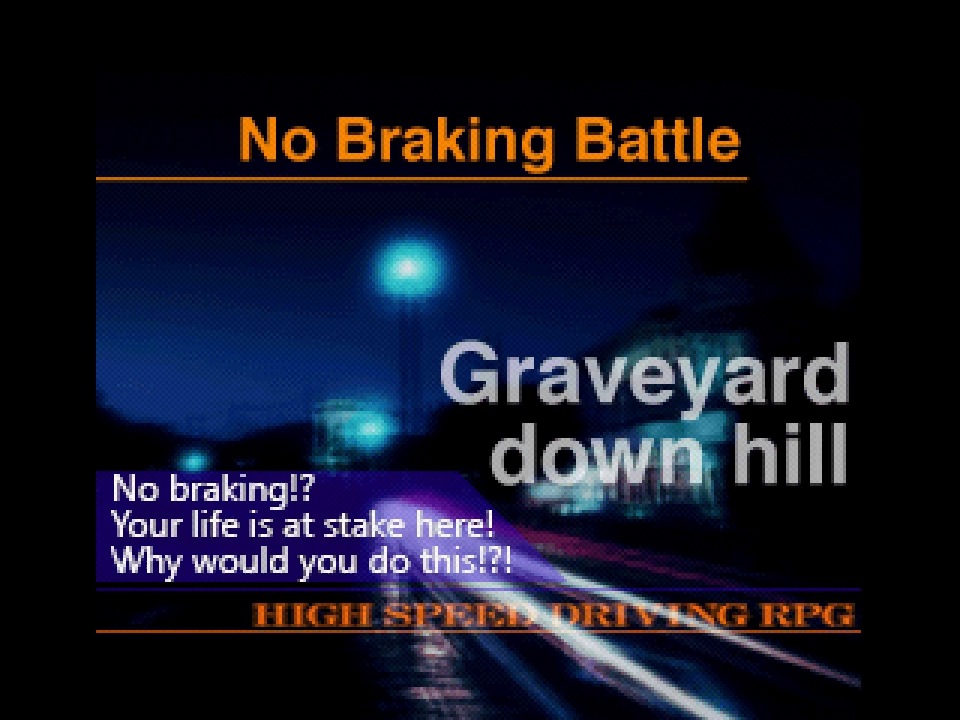 No Braking Battle
Graveyard
down hill
No braking!?
Your life is at stake here!
Why would you do this!?!
HIGH SPEED DRIVING RPG